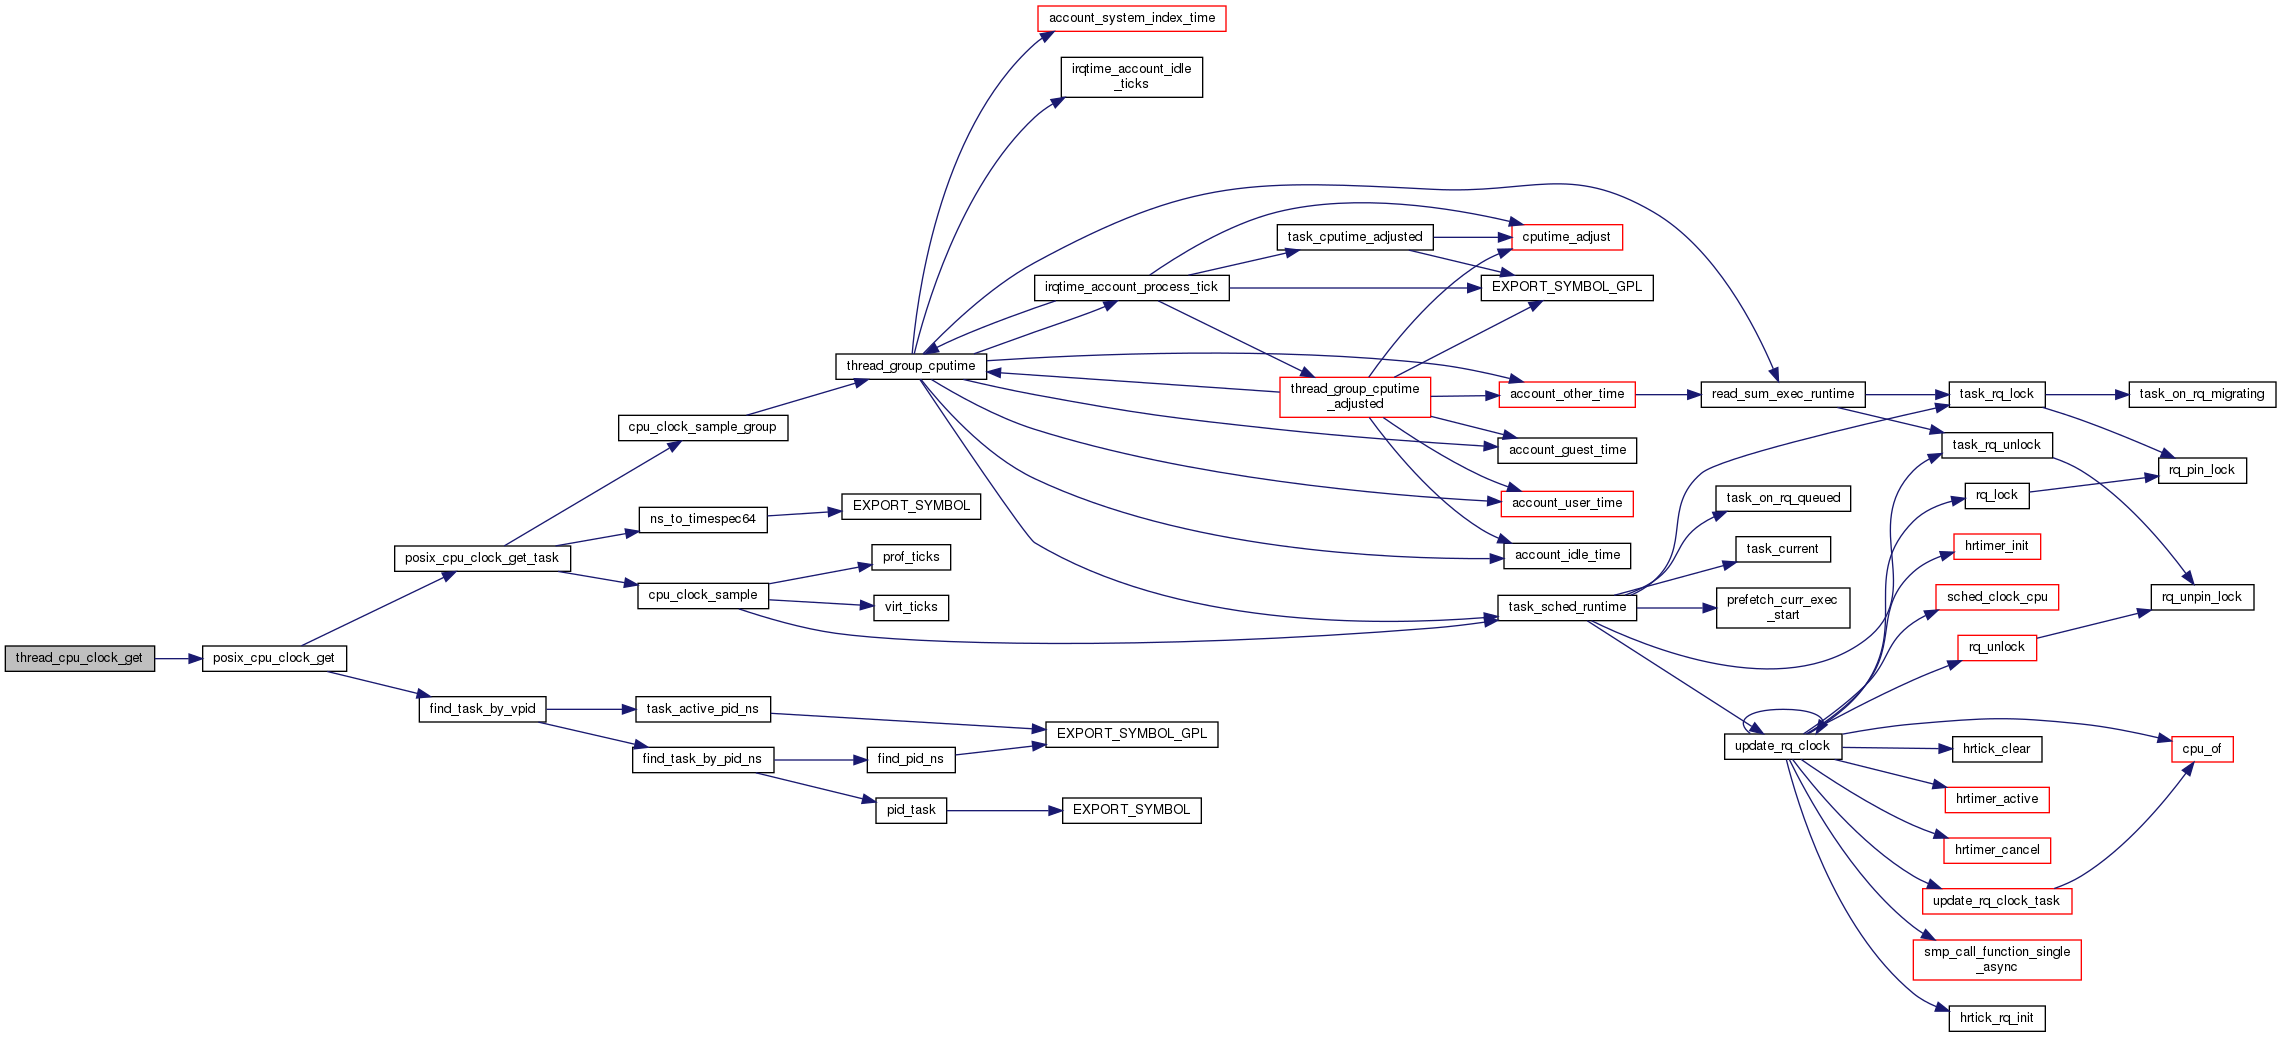 account_system_index_time
irqtime_account_idle
_ticks
task_cputime_adjusted
cputime_adjust
irqtime_account_process_tick
EXPORT_SYMBOL_GPL
thread_group_cputime
thread_group_cputime
_adjusted
account_other_time
read_sum_exec_runtime
task_rq_lock
task_on_rq_migrating
cpu_clock_sample_group
account_guest_time
task_rq_unlock
rq_pin_lock
ns_to_timespec64
EXPORT_SYMBOL
account_user_time
task_on_rq_queued
rq_lock
posix_cpu_clock_get_task
prof_ticks
account_idle_time
task_current
hrtimer_init
cpu_clock_sample
virt_ticks
task_sched_runtime
prefetch_curr_exec
_start
sched_clock_cpu
rq_unpin_lock
thread_cpu_clock_get
posix_cpu_clock_get
rq_unlock
find_task_by_vpid
task_active_pid_ns
EXPORT_SYMBOL_GPL
update_rq_clock
hrtick_clear
cpu_of
find_task_by_pid_ns
find_pid_ns
hrtimer_active
pid_task
EXPORT_SYMBOL
hrtimer_cancel
update_rq_clock_task
smp_call_function_single
_async
hrtick_rq_init